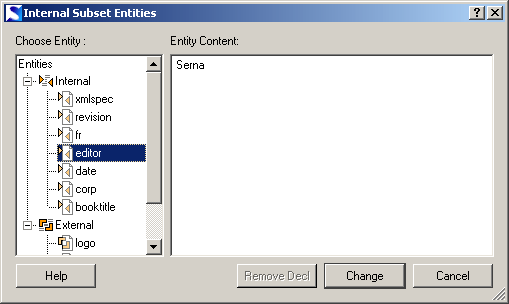 Internal Subset Entities
Choose Entity :
Entity Content:
Entities
Internal
xmlspec
revision
fr
editor
date
corp
booktitle
External
logo
Serna
Help
Remove Decl
Change
Cancel